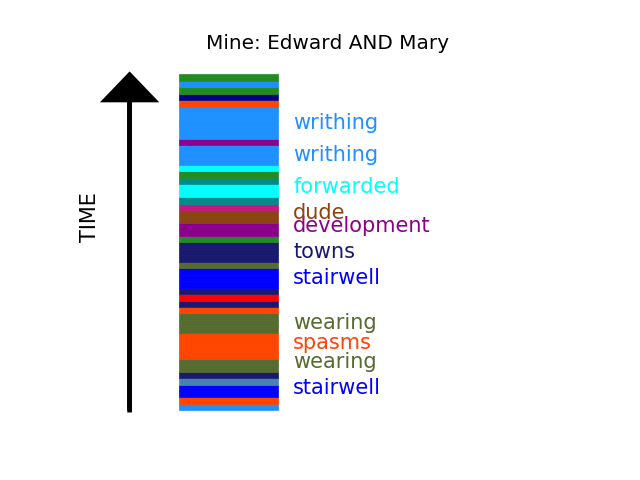 Mine: Edward AND Mary
TIME
writhing
writhing
forwarded
dude
development
towns
stairwell
wearing
spasms
wearing
stairwell